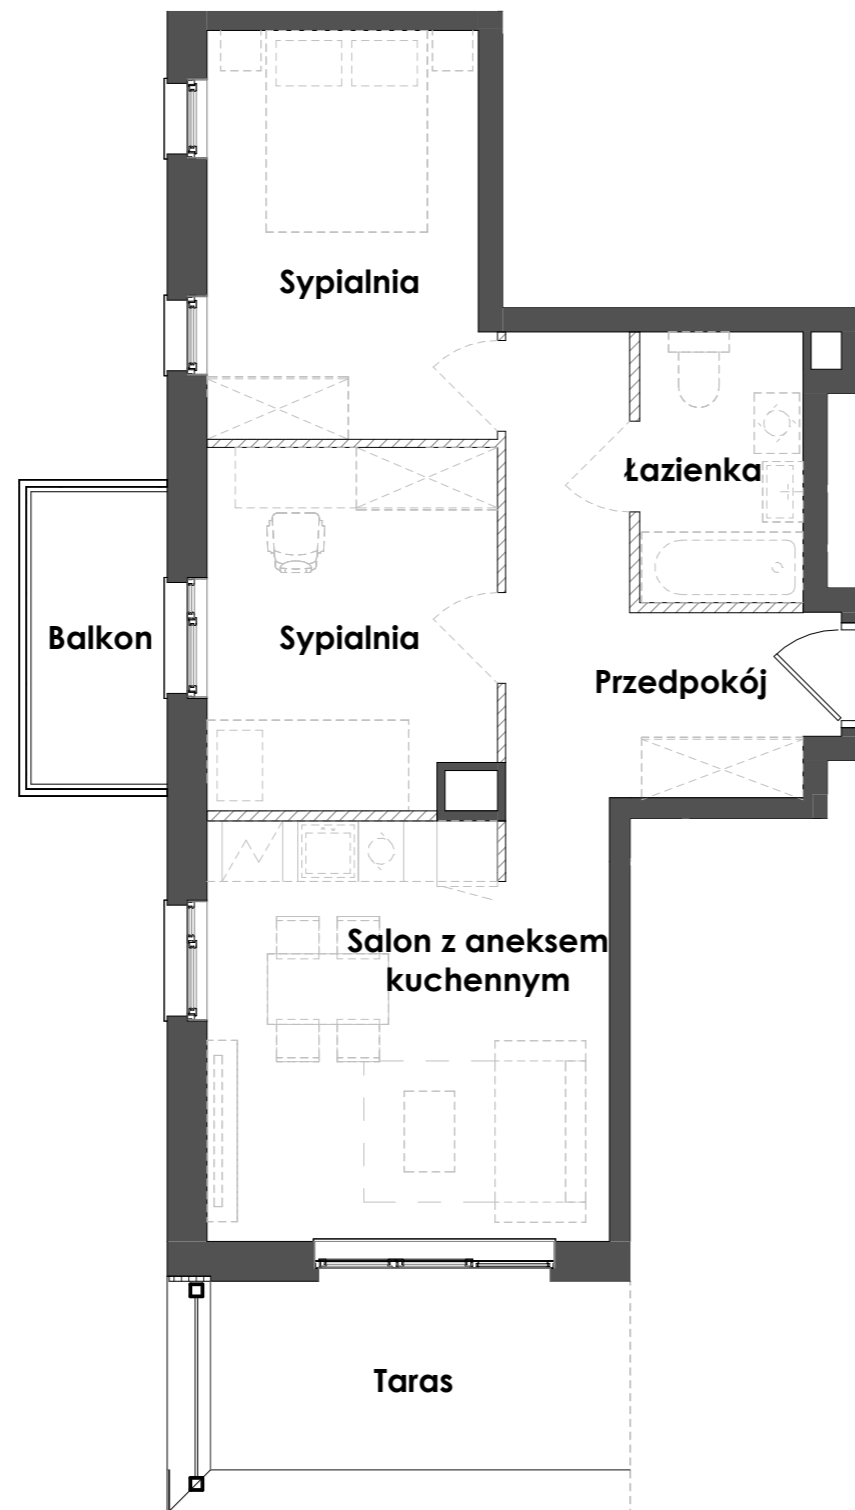 Sypialnia
Łazienka
Balkon
Sypialnia
Przedpokój
Salon z aneksem
kuchennym
Taras